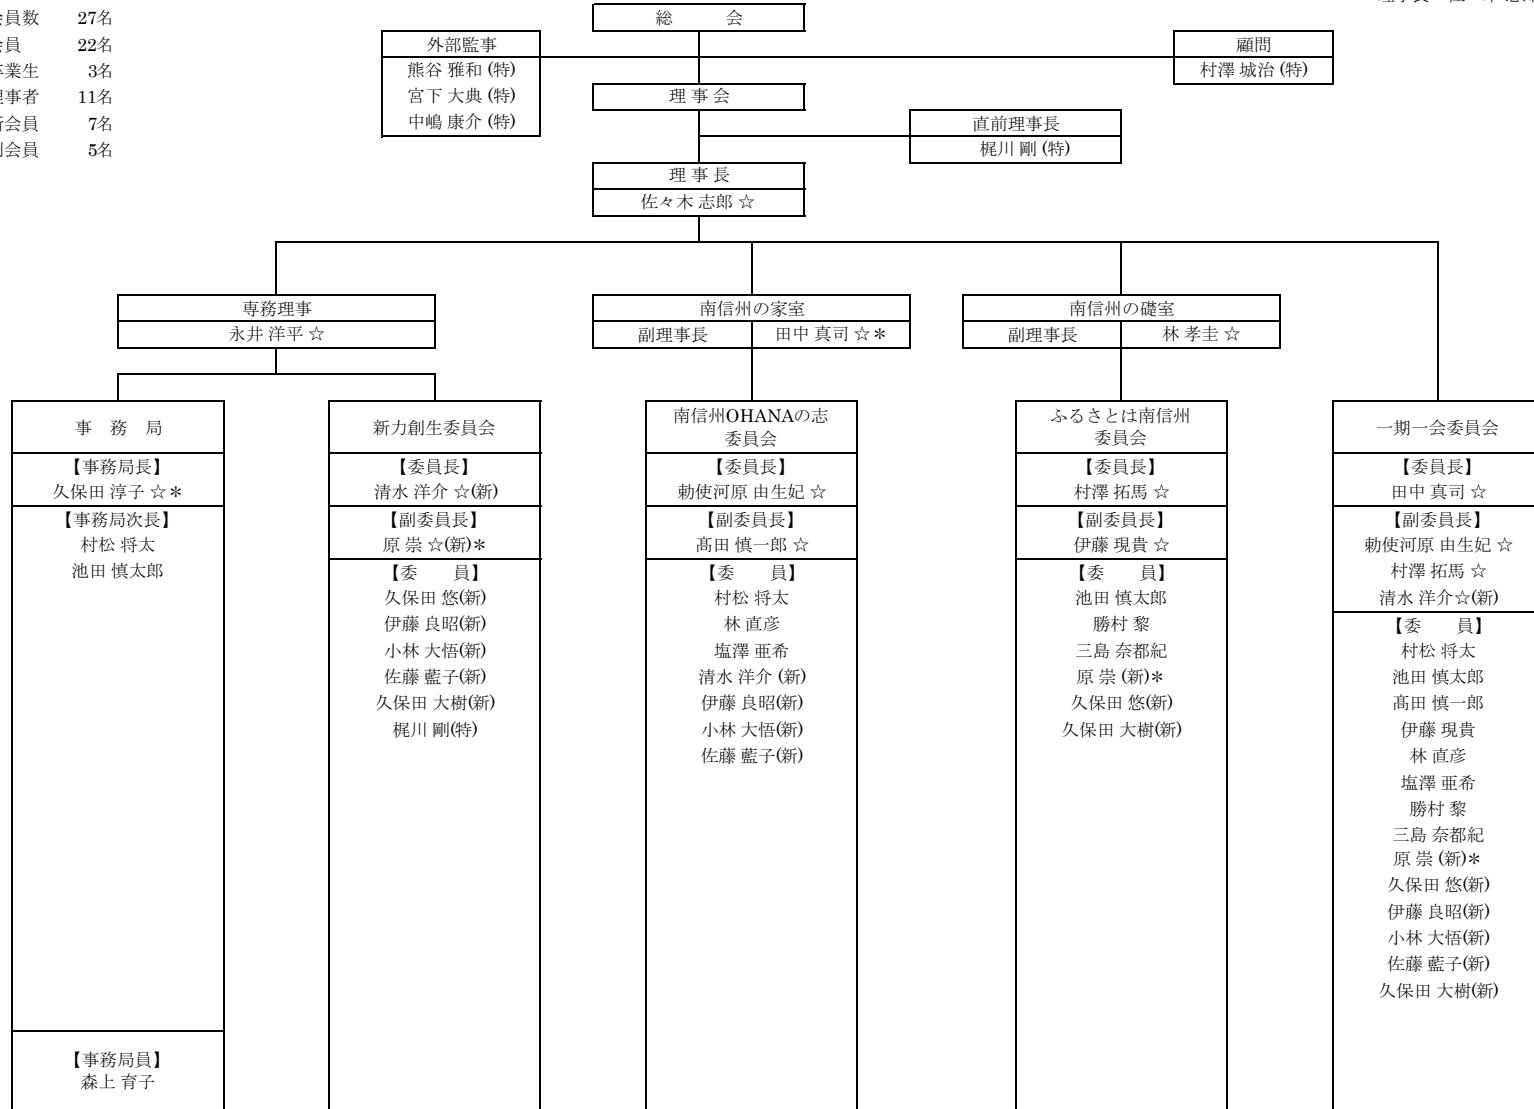 会員数 27名
会員 22名
卒業生 3名
理事者 11名
新会員 7名
別会員 5名
総 会
外部監事
熊谷 雅和 (特)
宮下 大典 (特)
中嶋 康介 (特)
顧問
村澤 城治 (特)
理 事 会
直前理事長
梶川 剛 (特)
理 事 長
佐々木 志郎 ☆
専務理事
永井 洋平 ☆
南信州の家室
副理事長 田中 真司 ☆＊
南信州の礎室
副理事長 林 孝圭 ☆
事 務 局
【事務局長】
久保田 淳子 ☆＊
【事務局次長】
村松 将太
池田 慎太郎
【事務局員】
森上 育子
新力創生委員会
【委員長】
清水 洋介 ☆(新)
【副委員長】
原 崇 ☆(新)＊
【委 員】
久保田 悠(新)
伊藤 良昭(新)
小林 大悟(新)
佐藤 藍子(新)
久保田 大樹(新)
梶川 剛(特)
南信州OHANAの志
委員会
【委員長】
勅使河原 由生妃 ☆
【副委員長】
髙田 慎一郎 ☆
【委 員】
村松 将太
林 直彦
塩澤 亜希
清水 洋介 (新)
伊藤 良昭(新)
小林 大悟(新)
佐藤 藍子(新)
ふるさとは南信州
委員会
【委員長】
村澤 拓馬 ☆
【副委員長】
伊藤 現貴 ☆
【委 員】
池田 慎太郎
勝村 黎
三島 奈都紀
原 崇 (新)＊
久保田 悠(新)
久保田 大樹(新)
一期一会委員会
【委員長】
田中 真司 ☆
【副委員長】
勅使河原 由生妃 ☆
村澤 拓馬 ☆
清水 洋介☆(新)
【委 員】
村松 将太
池田 慎太郎
髙田 慎一郎
伊藤 現貴
林 直彦
塩澤 亜希
勝村 黎
三島 奈都紀
原 崇 (新)＊
久保田 悠(新)
伊藤 良昭(新)
小林 大悟(新)
佐藤 藍子(新)
久保田 大樹(新)